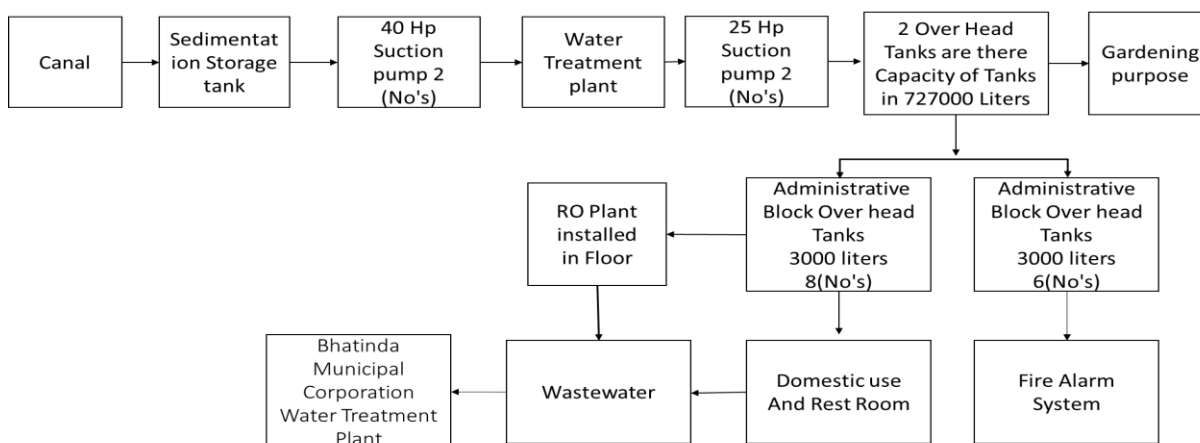 Canal
Sedimentat
ion Storage
tank
40 Hp
Suction
pump 2
(No's)
Water
Treatment
plant
25 Hp
Suction
pump 2
(No's)
2 Over Head
Tanks are there
Capacity of Tanks
in 727000 Liters
Gardening
purpose
RO Plant
installed
in Floor
Administrative
Block Over head
Tanks
3000 liters
8(No's)
Administrative
Block Over head
Tanks
3000 liters
6(No's)
Bhatinda
Municipal
Corporation
Water Treatment
Plant
Wastewater
Domestic use
And Rest Room
Fire Alarm
System